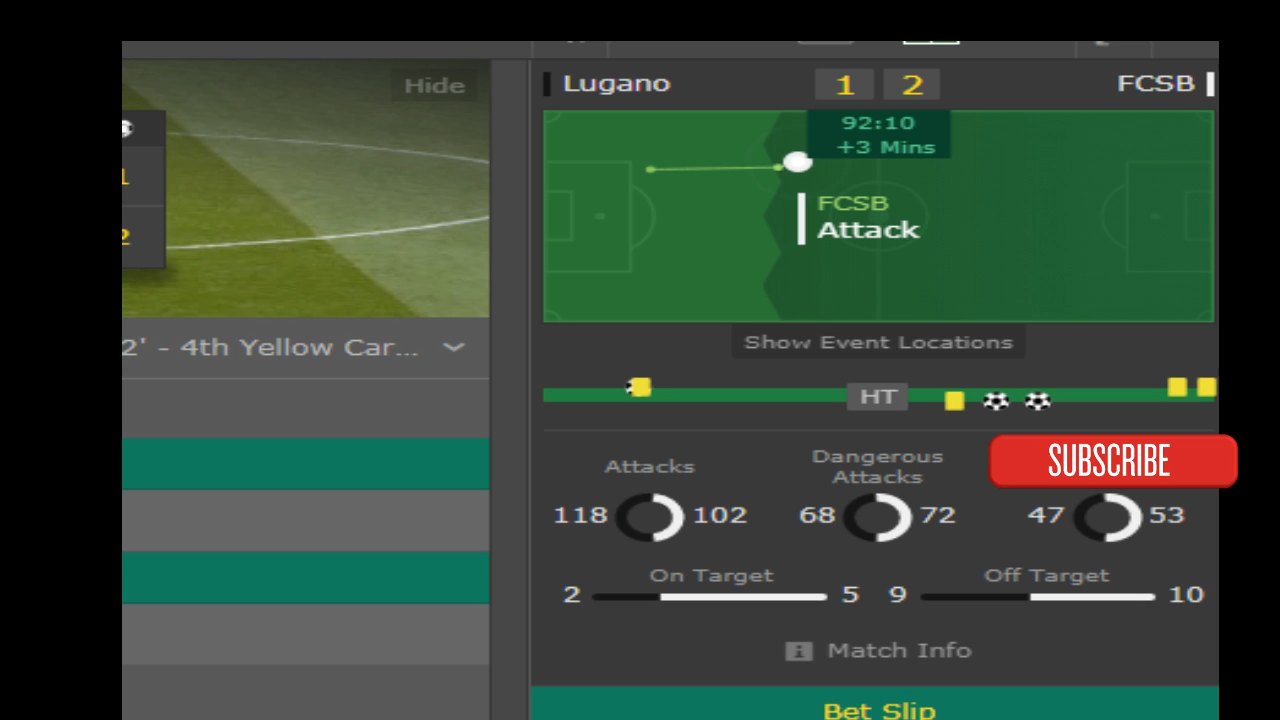 Hide
1
2
2' - 4th Yellow Car...
Lugano 1 2 FCSB
92:10
+3 Mins
FCSB
Attack
Show Event Locations
HT
Attacks
Dangerous
Attacks
SUBSCRIBE
118 102 68 72 47 53
On Target Off Target
2 5 9 10
Match Info
Bet Slip